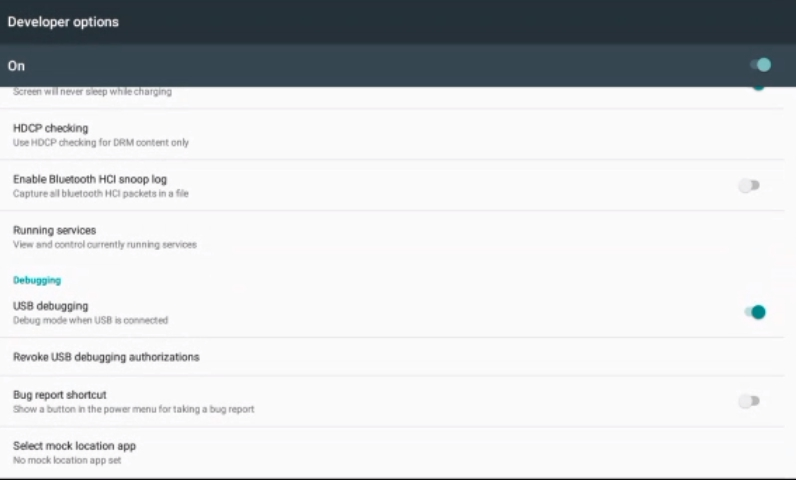 Developer options
On
Screen will never sleep while charging
HDCP checking
Use HDCP checking for DRM content only
Enable Bluetooth HCI snoop log
Capture all bluetooth HCI packets in a file
Running services
View and control currently running services
Debugging
USB debugging
Debug mode when USB is connected
Revoke USB debugging authorizations
Bug report shortcut
Show a button in the power menu for taking a bug report
Select mock location app
No mock location app set